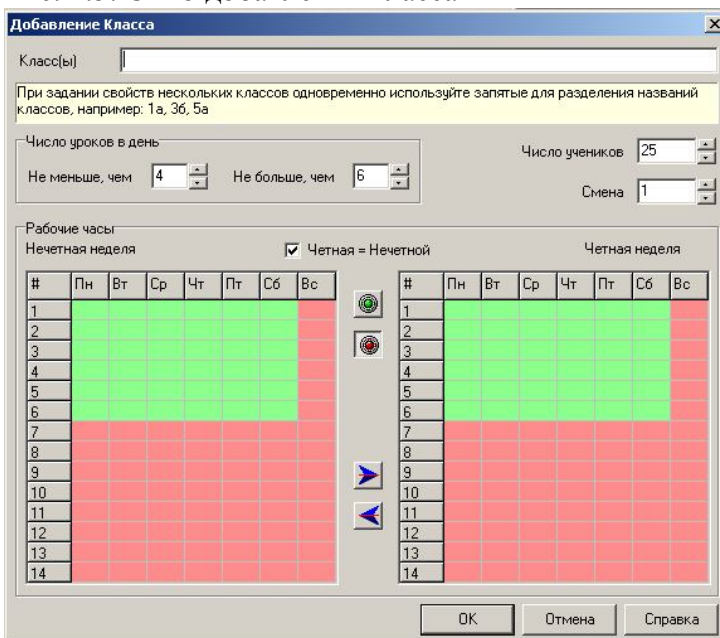 Добавление Класса
Класс(ы)
При задании свойств нескольких классов одновременно используйте запятые для разделения названий
классов, например: 1а, 3б, 5а
Число уроков в день
Не меньше, чем 4 Не больше, чем 6
Число учеников 25
Смена 1
Рабочие часы
Нечетная неделя Четная = Нечетной Четная неделя
# Пн Вт Ср Чт Пт Сб Вс # Пн Вт Ср Чт Пт Сб Вс
1 1
2 2
3 3
4 4
5 5
6 6
7 7
8 8
9 9
10 10
11 11
12 12
13 13
14 14
OK Отмена Справка